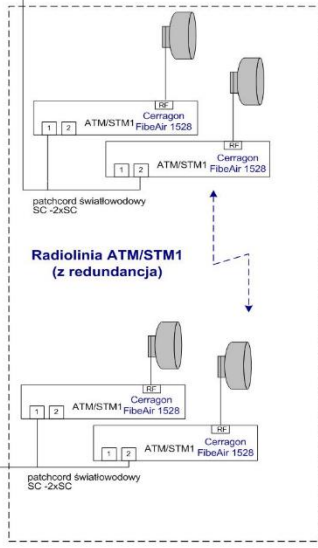 RF
1 2 ATM/STM1 Cerragon
FibeAir 1528
RF
1 2 ATM/STM1 Cerragon
FibeAir 1528
patchcord światłowodowy
SC -2xSC
Radiolinia ATM/STM1
(z redundancja)
RF
1 2 ATM/STM1 Cerragon
FibeAir 1528
RF
1 2 ATM/STM1 Cerragon
FibeAir 1528
patchcord światłowodowy
SC -2xSC